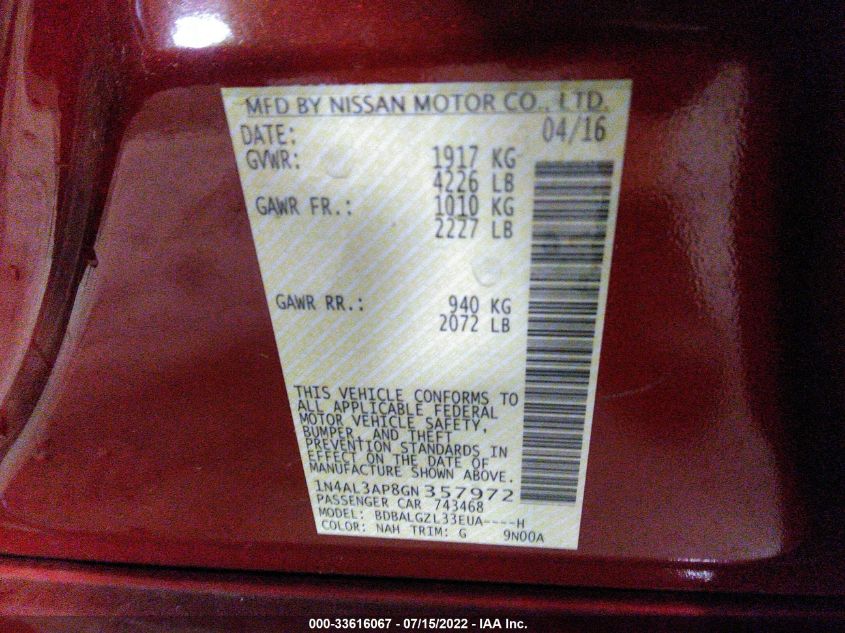 MFD BY NISSAN MOTOR CO., LTD.
DATE: 04/16
GVWR: 1917 KG
4226 LB
GAWR FR.: 1010 KG
2227 LB
GAWR RR.: 940 KG
2072 LB
THIS VEHICLE CONFORMS TO
ALL APPLICABLE FEDERAL
MOTOR VEHICLE SAFETY,
BUMPER, AND THEFT
PREVENTION STANDARDS IN
EFFECT ON THE DATE OF
MANUFACTURE SHOWN ABOVE.
1N4AL3AP8GN357972
PASSENGER CAR 743468
MODEL: BDBALGZL33EUA----H
COLOR: NAH TRIM: G 9N00A
000-33616067 - 07/15/2022 - IAA Inc.